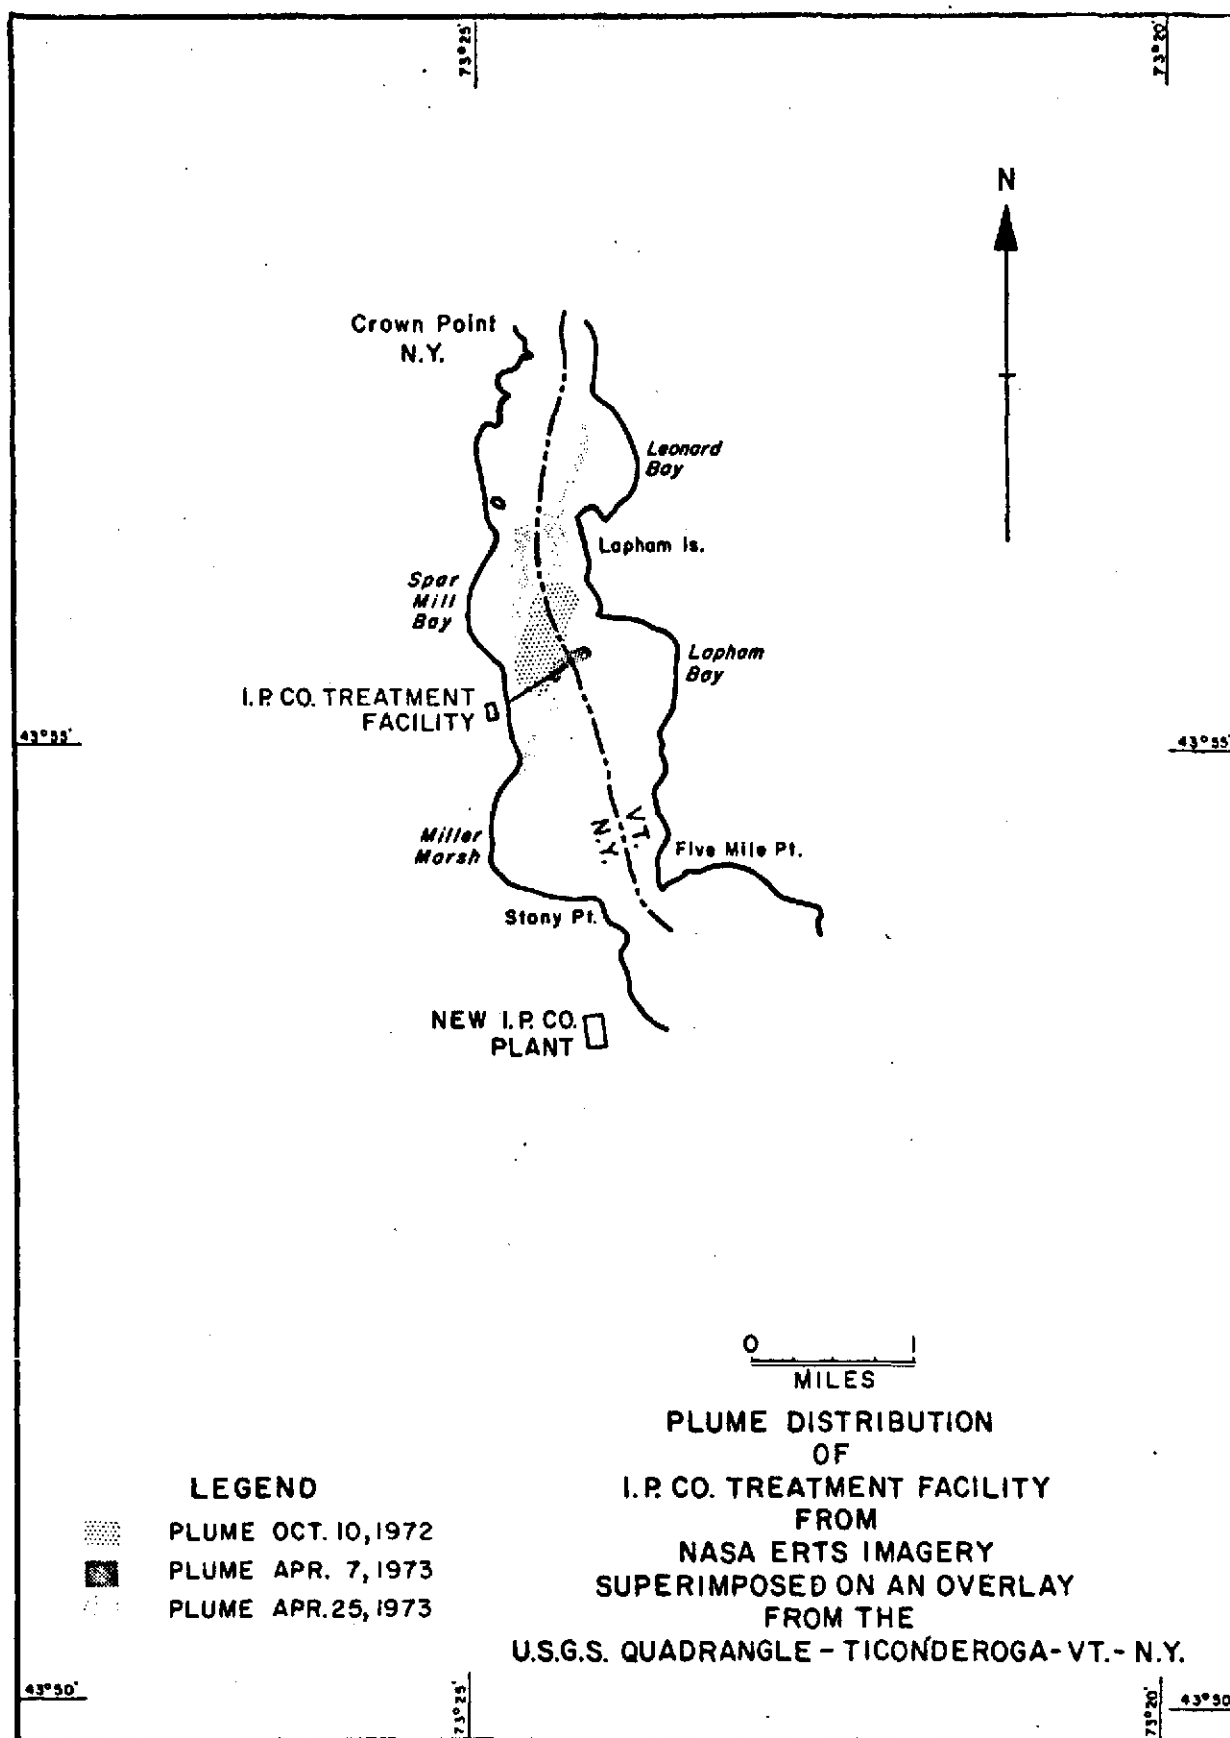 73°25'
73°20'
N
Crown Point
N.Y.
Leonard
Bay
Lapham Is.
Spar
Mill
Bay
Lapham
Bay
I.P. CO. TREATMENT
FACILITY
43°55'
43°55'
VT.
N.Y.
Miller
Marsh
Five Mile Pt.
Stony Pt.
NEW I.P. CO.
PLANT
0 1
MILES
PLUME DISTRIBUTION
OF
I.P. CO. TREATMENT FACILITY
FROM
NASA ERTS IMAGERY
SUPERIMPOSED ON AN OVERLAY
FROM THE
U.S.G.S. QUADRANGLE - TICONDEROGA - VT. - N.Y.
LEGEND
PLUME OCT. 10, 1972
PLUME APR. 7, 1973
PLUME APR. 25, 1973
43°50'
73°25'
73°20'
43°50'